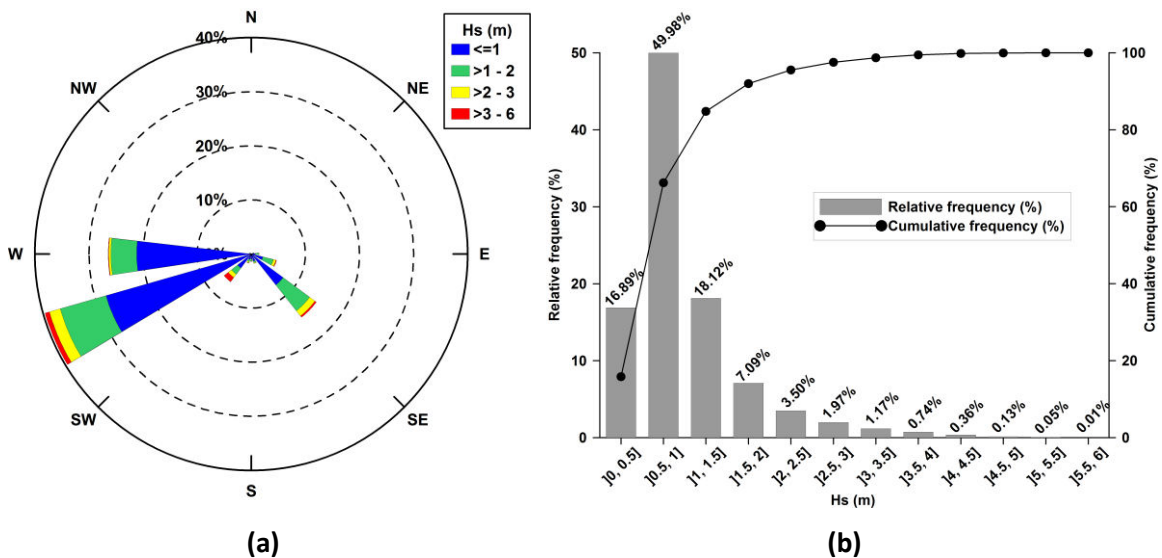 N
40%
30%
20%
10%
NW
NE
W
E
SW
SE
S
Hs (m)
<=1
>1 - 2
>2 - 3
>3 - 6
(a)
Relative frequency (%)
50
40
30
20
10
0
16.89%
49.98%
18.12%
7.09%
3.50%
1.97%
1.17%
0.74%
0.36%
0.13%
0.05%
0.01%
Relative frequency (%)
Cumulative frequency (%)
100
80
60
40
20
0
Cumulative frequency (%)
]0, 0.5]
]0.5, 1]
]1, 1.5]
]1.5, 2]
]2, 2.5]
]2.5, 3]
]3, 3.5]
]3.5, 4]
]4, 4.5]
]4.5, 5]
]5, 5.5]
]5.5, 6]
Hs (m)
(b)